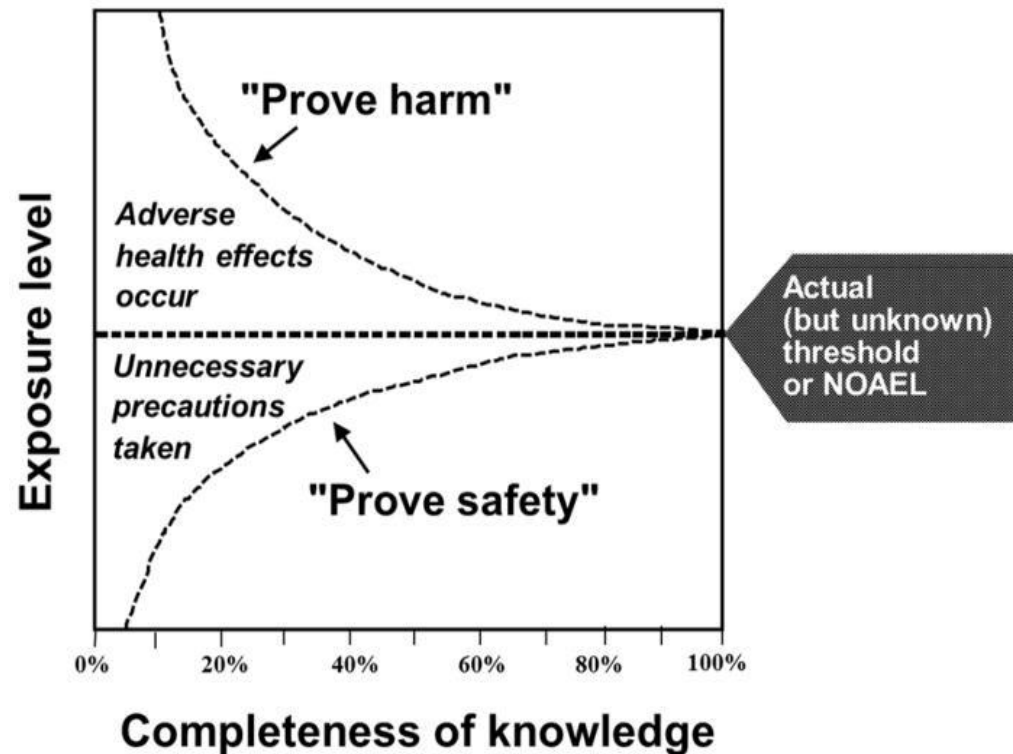 "Prove harm"
Adverse
health effects
occur
Unnecessary
precautions
taken
"Prove safety"
Exposure level
Actual
(but unknown)
threshold
or NOAEL
0% 20% 40% 60% 80% 100%
Completeness of knowledge